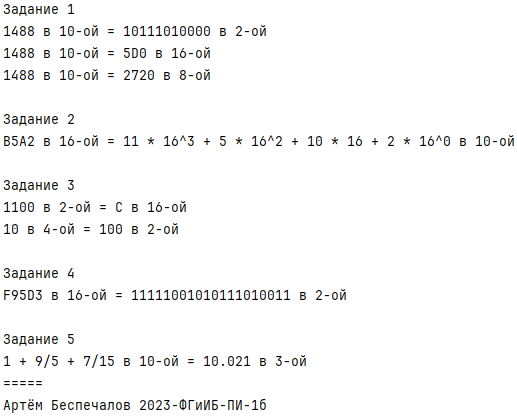 Задание 1
1488 в 10-ой = 10111010000 в 2-ой
1488 в 10-ой = 5D0 в 16-ой
1488 в 10-ой = 2720 в 8-ой
Задание 2
B5A2 в 16-ой = 11 * 16^3 + 5 * 16^2 + 10 * 16 + 2 * 16^0 в 10-ой
Задание 3
1100 в 2-ой = C в 16-ой
10 в 4-ой = 100 в 2-ой
Задание 4
F95D3 в 16-ой = 11111001010111010011 в 2-ой
Задание 5
1 + 9/5 + 7/15 в 10-ой = 10.021 в 3-ой
=====
Артём Беспечалов 2023-ФГиИБ-ПИ-1б